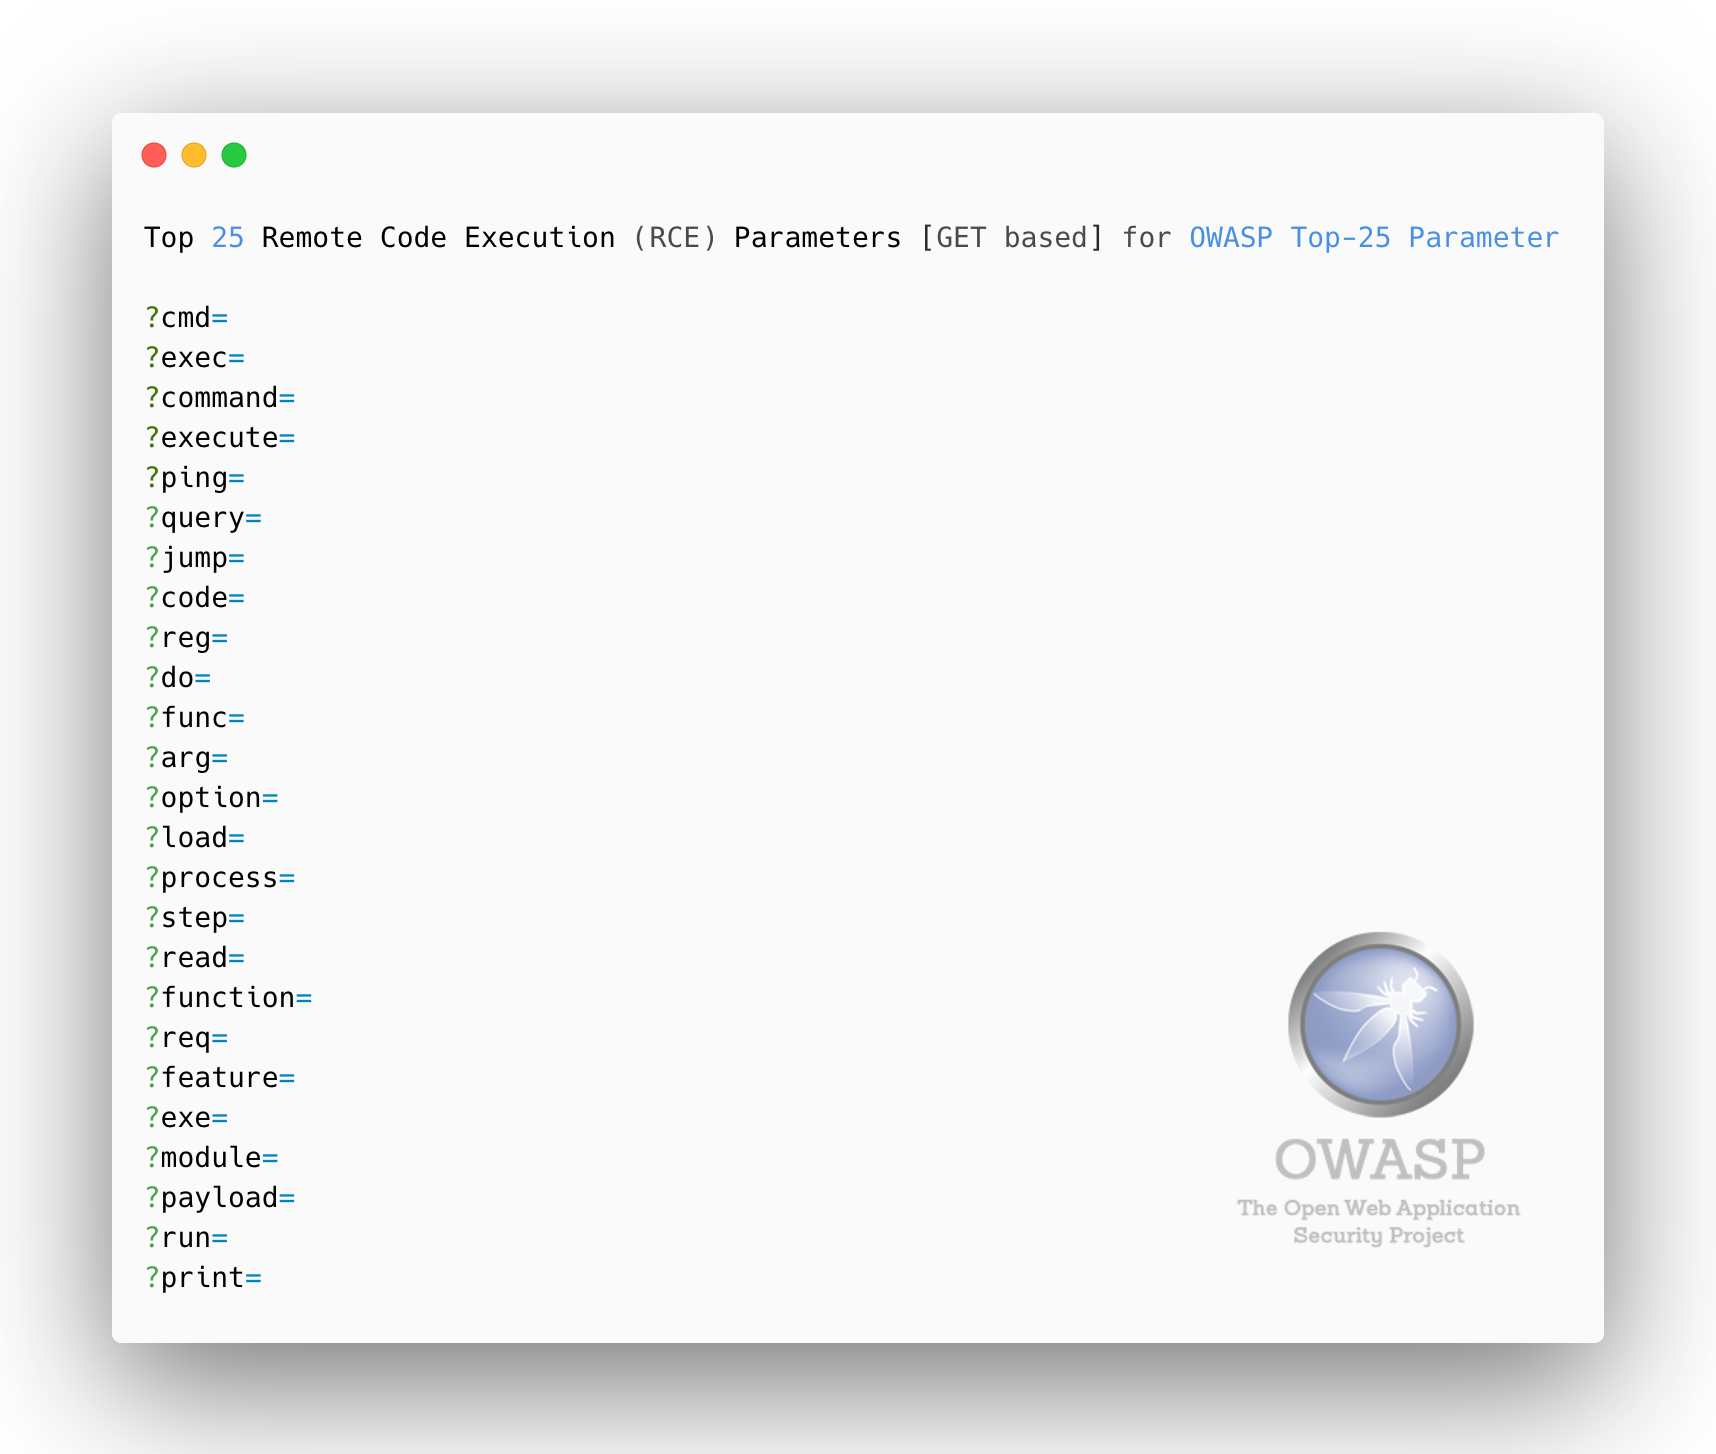 Top 25 Remote Code Execution (RCE) Parameters [GET based] for OWASP Top-25 Parameter
?cmd=
?exec=
?command=
?execute=
?ping=
?query=
?jump=
?code=
?reg=
?do=
?func=
?arg=
?option=
?load=
?process=
?step=
?read=
?function=
?req=
?feature=
?exe=
?module=
?payload=
?run=
?print=
OWASP
The Open Web Application
Security Project